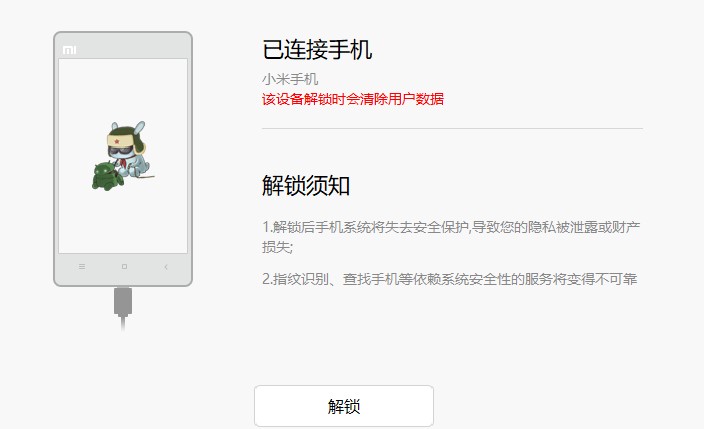 MI
已连接手机
小米手机
该设备解锁时会清除用户数据
解锁须知
1.解锁后手机系统将失去安全保护,导致您的隐私被泄露或财产
损失;
2.指纹识别、查找手机等依赖系统安全性的服务将变得不可靠
解锁